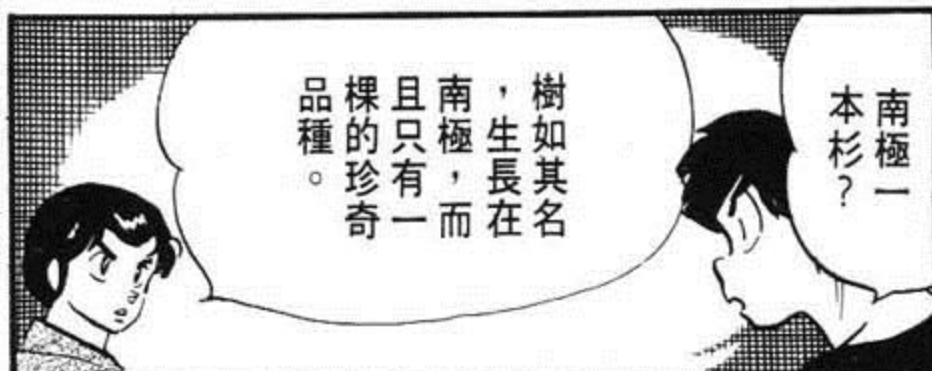 南極一
本杉？
樹如其名
，生長在
南極，而
且只有一
棵的珍奇
品種。